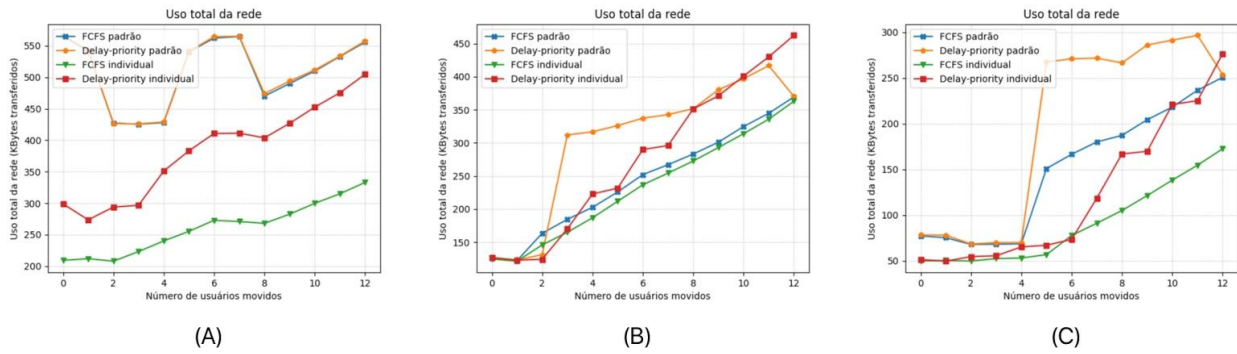 Uso total da rede
Uso total da rede (KBytes transferidos)
550
500
450
400
350
300
250
200
FCFS padrão
Delay-priority padrão
FCFS individual
Delay-priority individual
0 2 4 6 8 10 12
Número de usuários movidos
(A)
Uso total da rede
Uso total da rede (KBytes transferidos)
450
400
350
300
250
200
150
FCFS padrão
Delay-priority padrão
FCFS individual
Delay-priority individual
0 2 4 6 8 10 12
Número de usuários movidos
(B)
Uso total da rede
Uso total da rede (KBytes transferidos)
300
250
200
150
100
50
FCFS padrão
Delay-priority padrão
FCFS individual
Delay-priority individual
0 2 4 6 8 10 12
Número de usuários movidos
(C)